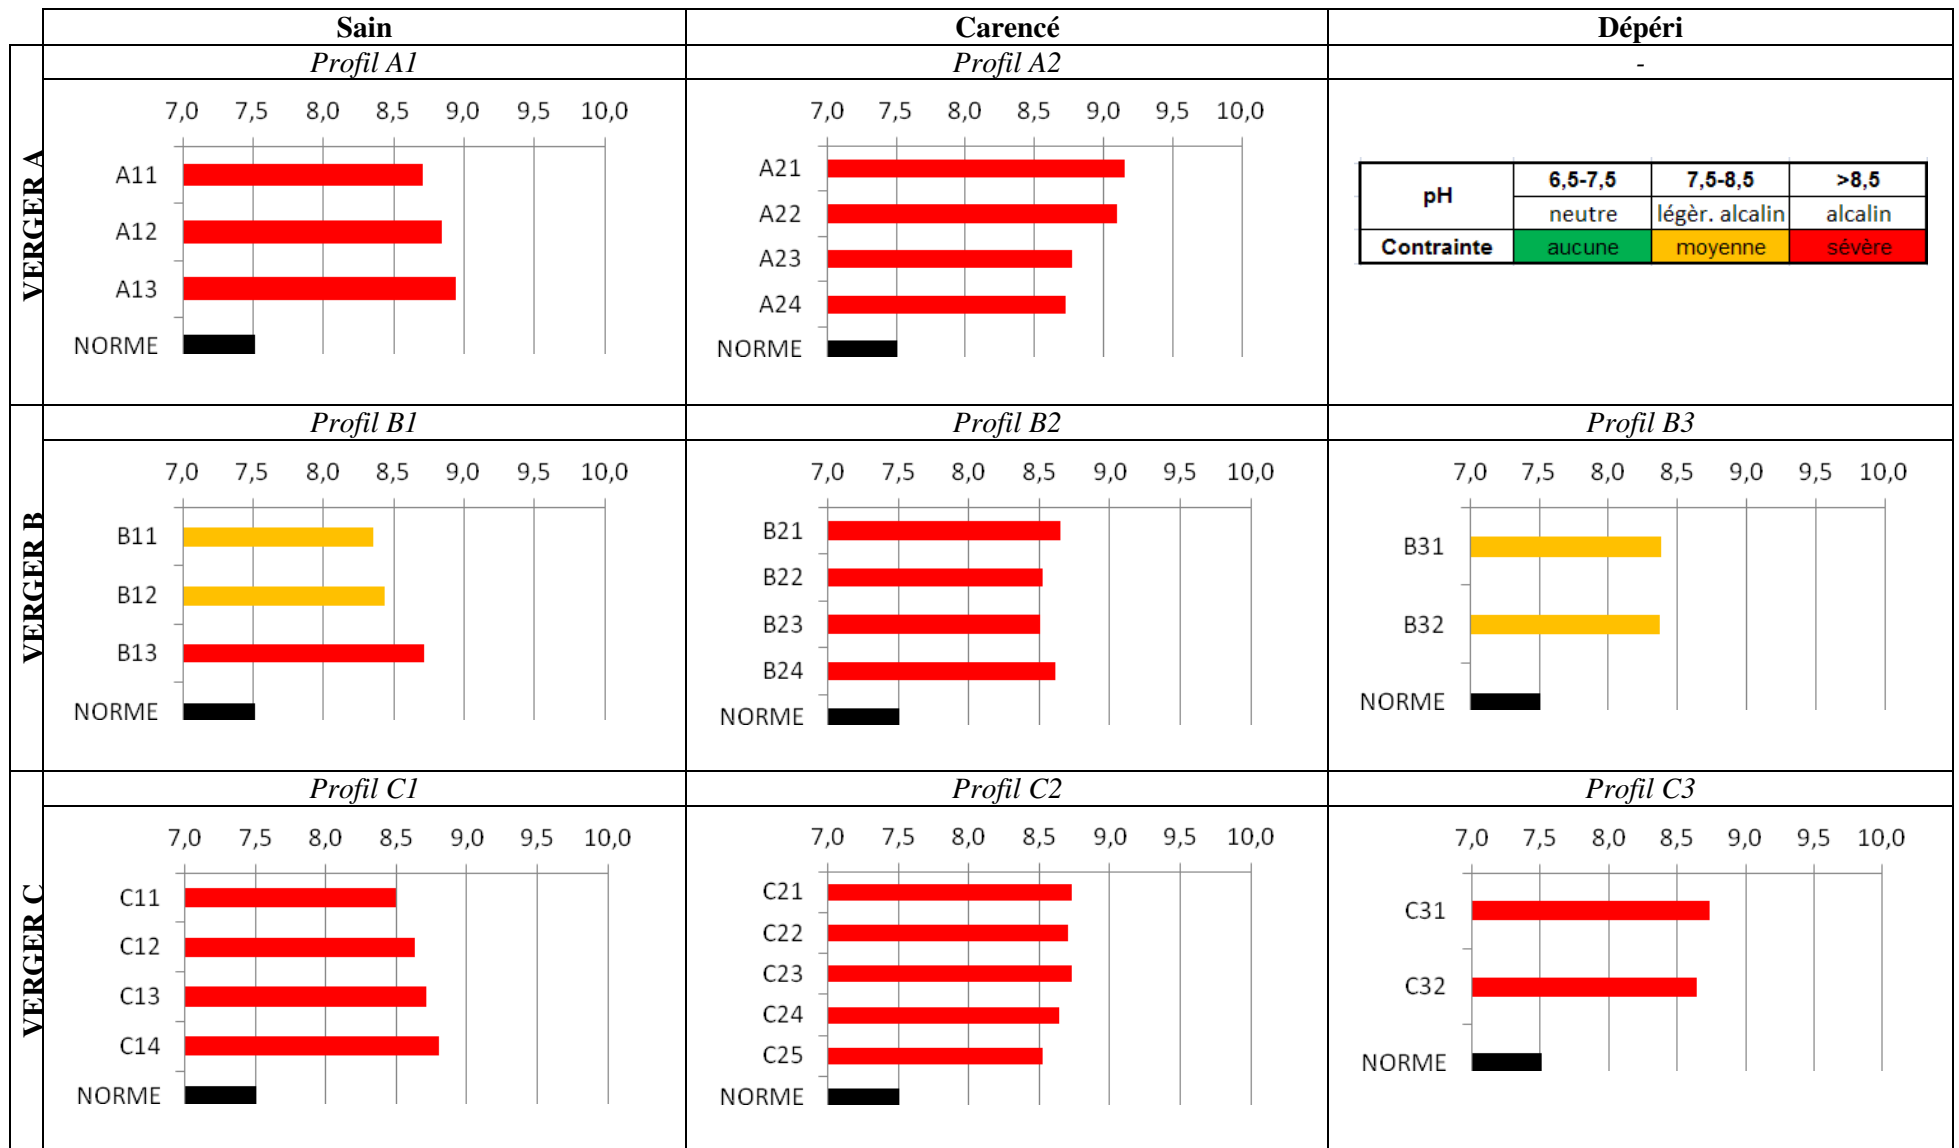 Sain Carencé Dépéri
VERGER A
Profil A1 Profil A2 -
7,0 7,5 8,0 8,5 9,0 9,5 10,0
A11
A12
A13
NORME
7,0 7,5 8,0 8,5 9,0 9,5 10,0
A21
A22
A23
A24
NORME
pH 6,5-7,5 7,5-8,5 >8,5
neutre légèr. alcalin alcalin
Contrainte aucune moyenne sévère
VERGER B
Profil B1 Profil B2 Profil B3
7,0 7,5 8,0 8,5 9,0 9,5 10,0
B11
B12
B13
NORME
7,0 7,5 8,0 8,5 9,0 9,5 10,0
B21
B22
B23
B24
NORME
7,0 7,5 8,0 8,5 9,0 9,5 10,0
B31
B32
NORME
VERGER C
Profil C1 Profil C2 Profil C3
7,0 7,5 8,0 8,5 9,0 9,5 10,0
C11
C12
C13
C14
NORME
7,0 7,5 8,0 8,5 9,0 9,5 10,0
C21
C22
C23
C24
C25
NORME
7,0 7,5 8,0 8,5 9,0 9,5 10,0
C31
C32
NORME